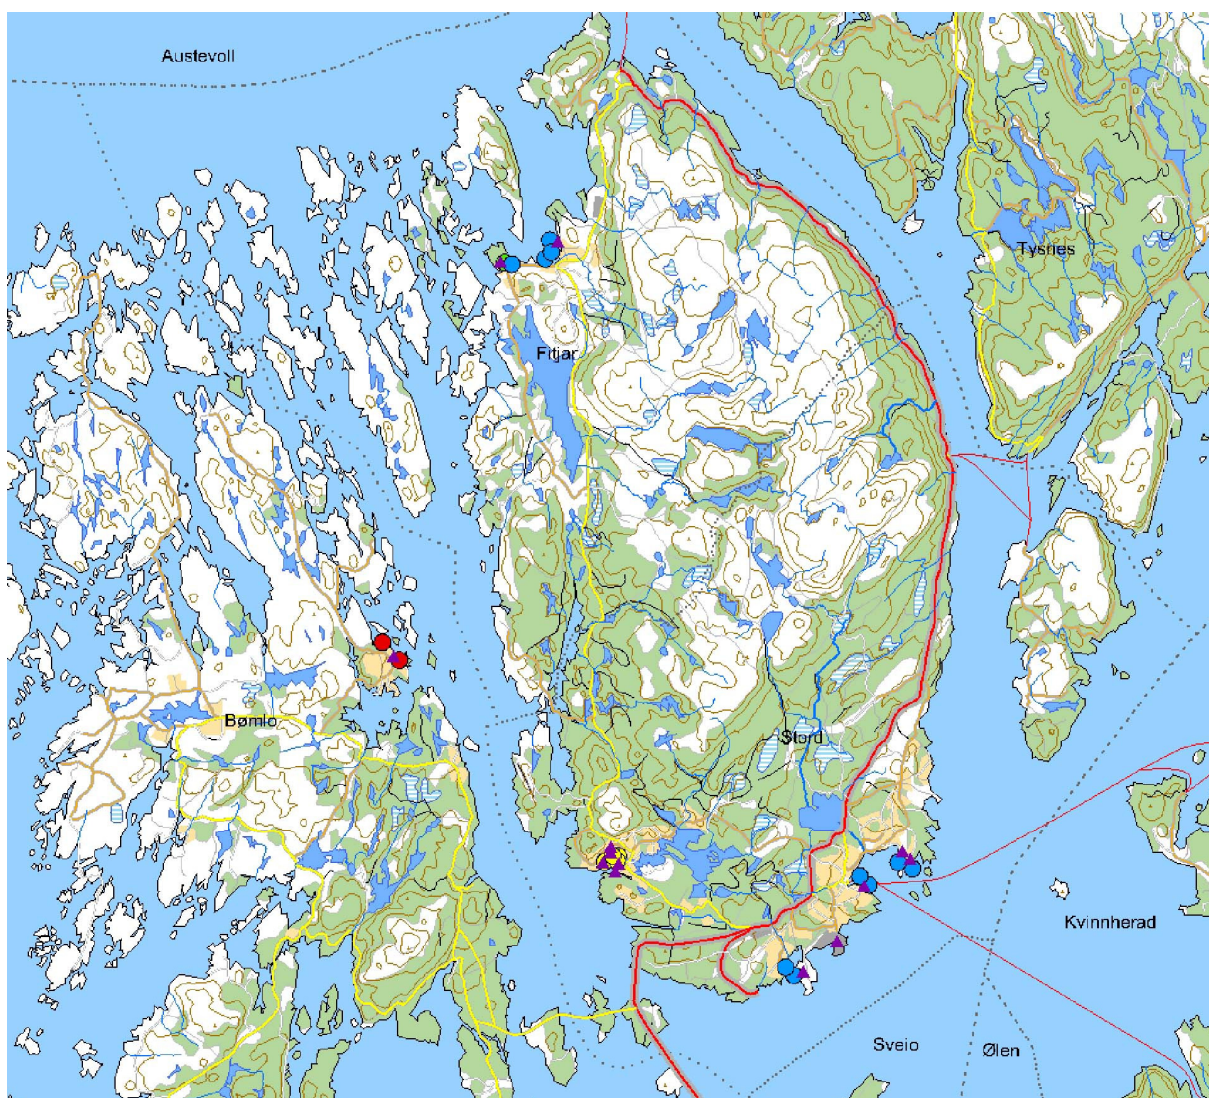 Austevoll
Tysnes
Fitjar
Bømlo
Stord
Kvinnherad
Sveio
Ølen